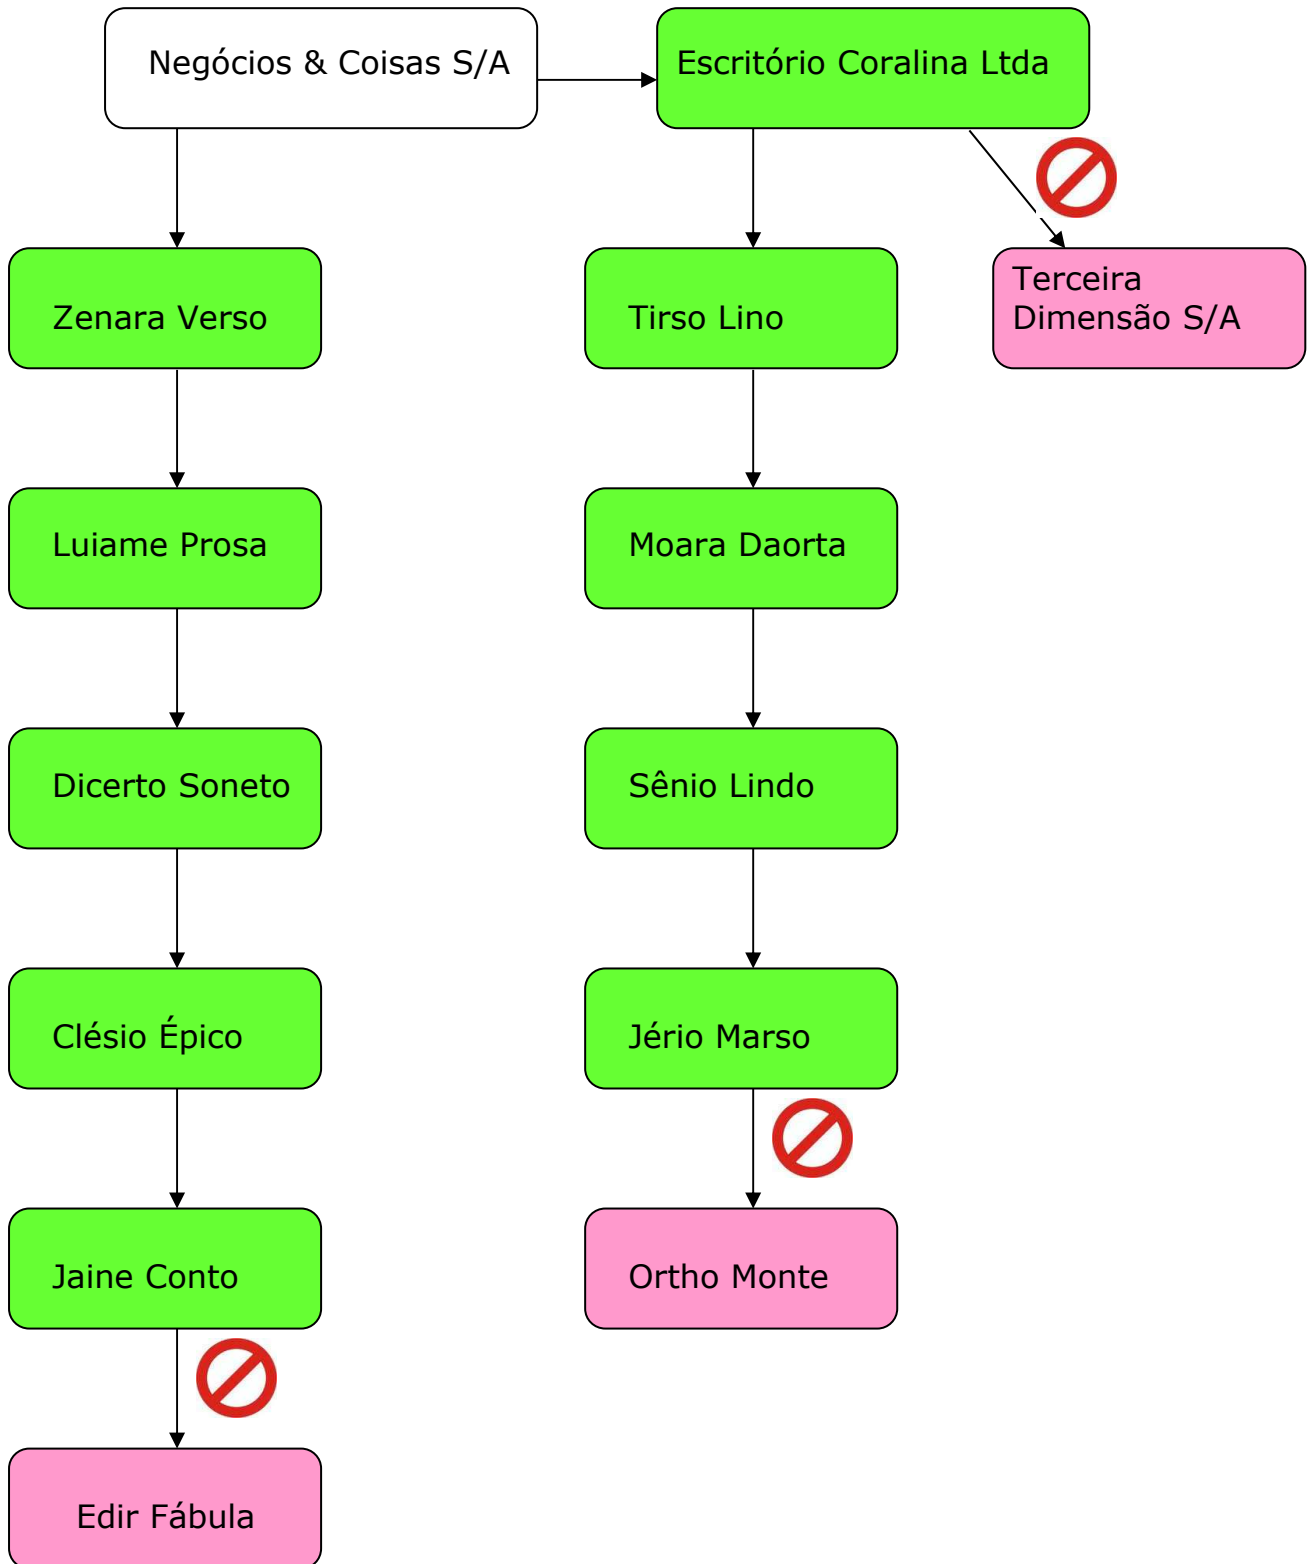 Negócios & Coisas S/A
Escritório Coralina Ltda
Zenara Verso
Tirso Lino
Terceira
Dimensão S/A
Luiame Prosa
Moara Daorta
Dicerto Soneto
Sênio Lindo
Clésio Épico
Jério Marso
Jaine Conto
Ortho Monte
Edir Fábula